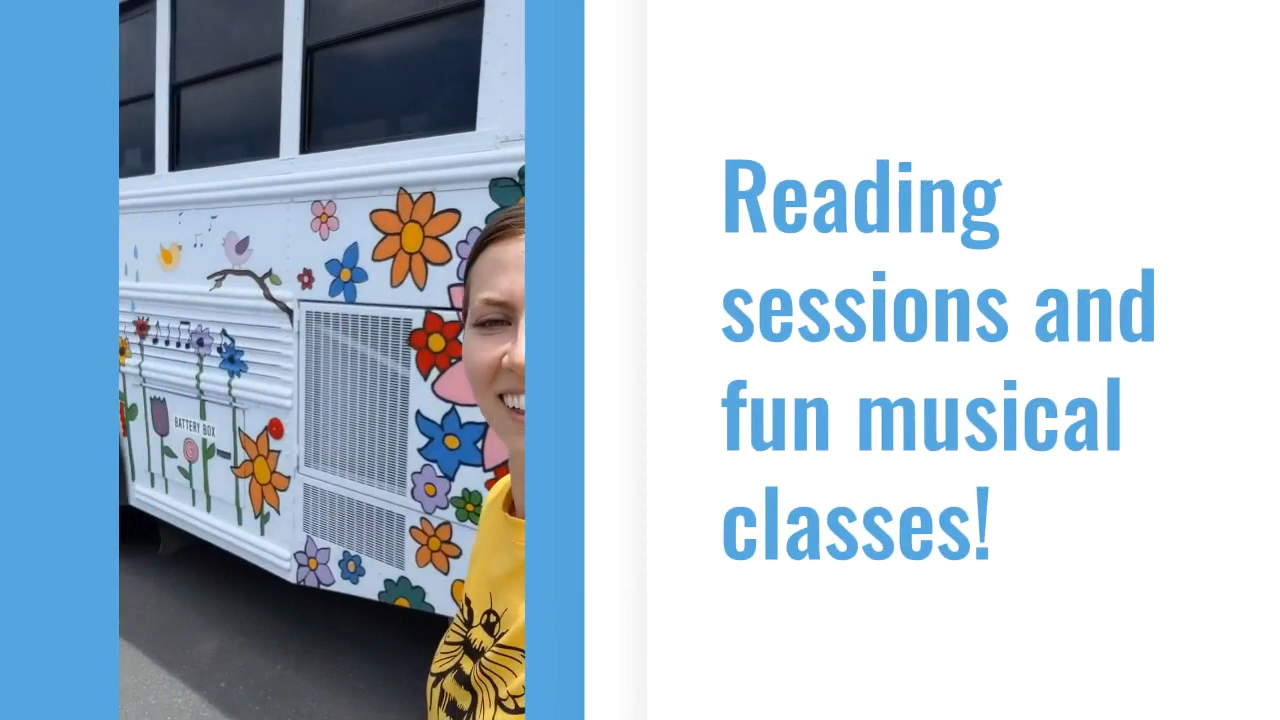 BATTERY BOX
Reading
sessions and
fun musical
classes!